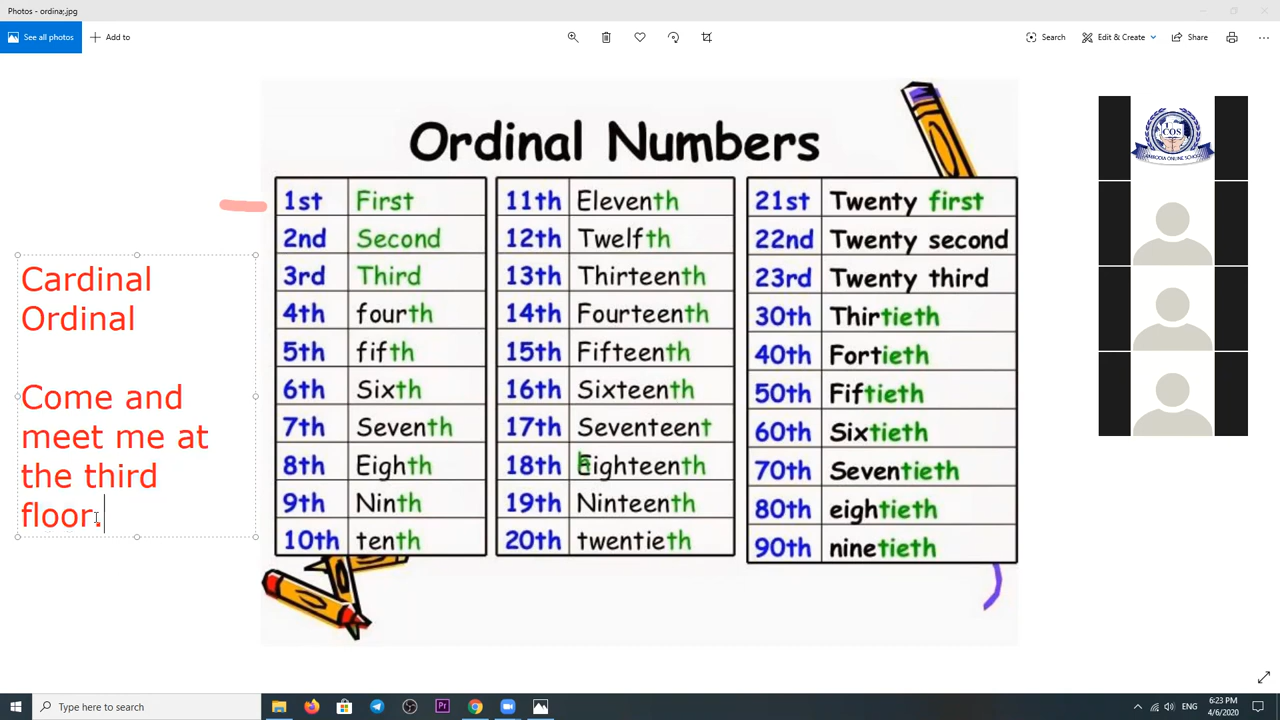 Photos - ordina;.jpg
See all photos
Add to
Search
Edit & Create
Share
Ordinal Numbers
1st First
2nd Second
3rd Third
4th fourth
5th fifth
6th Sixth
7th Seventh
8th Eighth
9th Ninth
10th tenth
11th Eleventh
12th Twelfth
13th Thirteenth
14th Fourteenth
15th Fifteenth
16th Sixteenth
17th Seventeent
h
18th Eighteenth
19th Ninteenth
20th twentieth
21st Twenty first
22nd Twenty second
23rd Twenty third
30th Thirtieth
40th Fortieth
50th Fiftieth
60th Sixtieth
70th Seventieth
80th eightieth
90th ninetieth
Cardinal
Ordinal
Come and
meet me at
the third
floor.
COS
CAMBODIA ONLINE SCHOOL
Type here to search
Pr
ENG
6:23 PM
4/6/2020